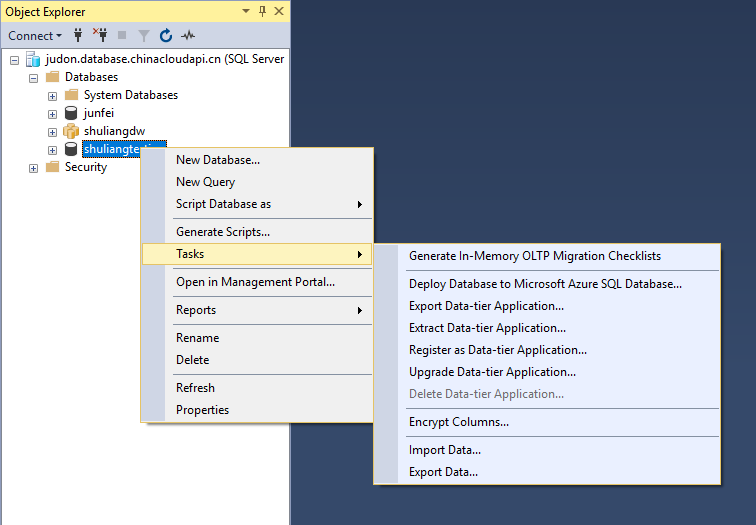 Object Explorer
Connect
judon.database.chinacloudapi.cn (SQL Server
Databases
System Databases
junfei
shuliangdw
Security
New Database...
New Query
Script Database as
Generate Scripts...
Tasks
Open in Management Portal...
Reports
Rename
Delete
Refresh
Properties
Generate In-Memory OLTP Migration Checklists
Deploy Database to Microsoft Azure SQL Database...
Export Data-tier Application...
Extract Data-tier Application...
Register as Data-tier Application...
Upgrade Data-tier Application...
Delete Data-tier Application...
Encrypt Columns...
Import Data...
Export Data...